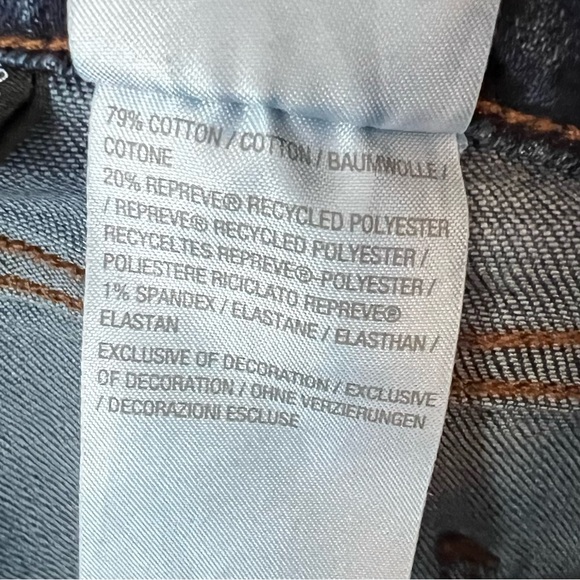 79% COTTON / COTTON / BAUMWOLLE /
COTONE
20% REPREVE® RECYCLED POLYESTER
/ REPREVE® RECYCLED POLYESTER /
RECYCELTES REPREVE®-POLYESTER /
POLIESTERE RICICLATO REPREVE®
1% SPANDEX / ELASTANE / ELASTHAN /
ELASTAN
EXCLUSIVE OF DECORATION / EXCLUSIVE
OF DECORATION / OHNE VERZIERUNGEN
/ DECORAZIONI ESCLUSE